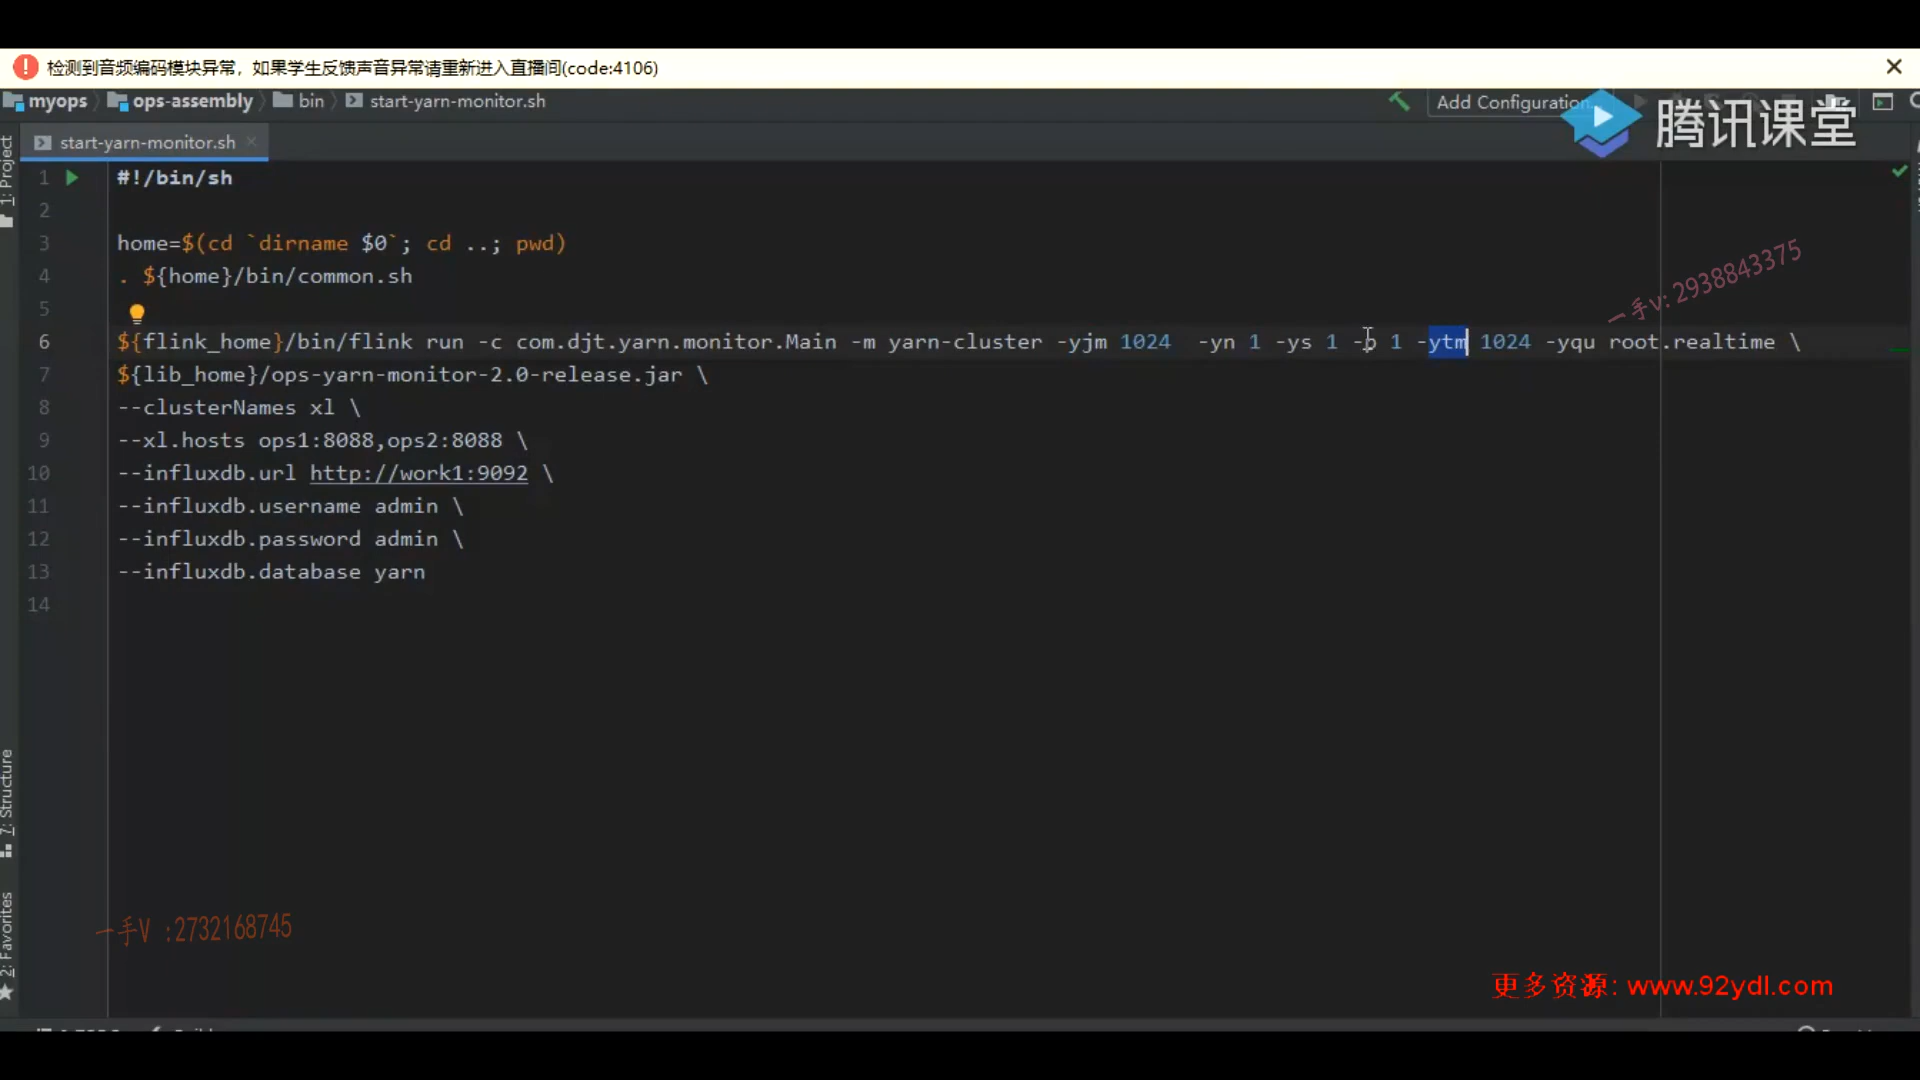 检测到音频编码模块异常，如果学生反馈声音异常请重新进入直播间(code:4106)
myops ops-assembly bin start-yarn-monitor.sh
Add Configuration...
腾讯课堂
start-yarn-monitor.sh
1: Project
1 #!/bin/sh
2
3 home=$(cd `dirname $0`; cd ..; pwd)
4 . ${home}/bin/common.sh
5
6 ${flink_home}/bin/flink run -c com.djt.yarn.monitor.Main -m yarn-cluster -yjm 1024  -yn 1 -ys 1 -p 1 -ytm 1024 -yqu root.realtime \
7 ${lib_home}/ops-yarn-monitor-2.0-release.jar \
8 --clusterNames xl \
9 --xl.hosts ops1:8088,ops2:8088 \
10 --influxdb.url http://work1:9092 \
11 --influxdb.username admin \
12 --influxdb.password admin \
13 --influxdb.database yarn
14
一手v: 2938843375
7: Structure
2: Favorites
一手V :2732168745
更多资源: www.92ydl.com